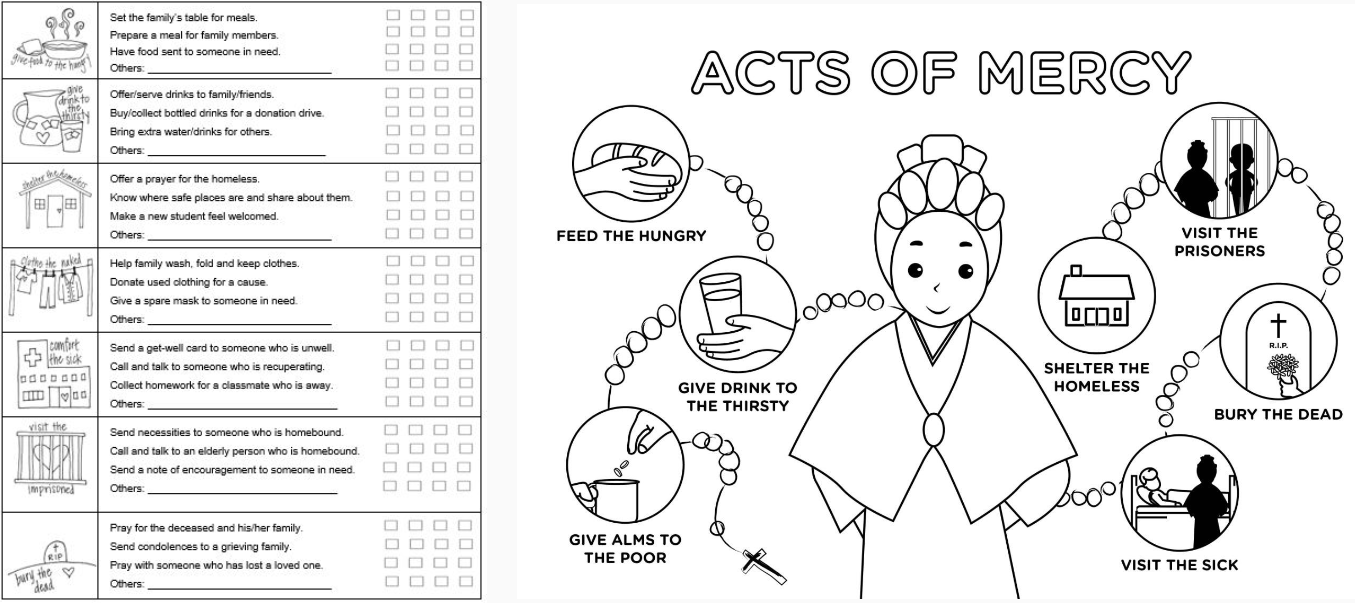 give food to the hungry
Set the family's table for meals.
Prepare a meal for family members.
Have food sent to someone in need.
Others:
give
drink to
the
thirsty
Offer/serve drinks to family/friends.
Buy/collect bottled drinks for a donation drive.
Bring extra water/drinks for others.
Others:
shelter the homeless
Offer a prayer for the homeless.
Know where safe places are and share about them.
Make a new student feel welcomed.
Others:
clothe the naked
Help family wash, fold and keep clothes.
Donate used clothing for a cause.
Give a spare mask to someone in need.
Others:
comfort
the sick
Send a get-well card to someone who is unwell.
Call and talk to someone who is recuperating.
Collect homework for a classmate who is away.
Others:
visit the
imprisoned
Send necessities to someone who is homebound.
Call and talk to an elderly person who is homebound.
Send a note of encouragement to someone in need.
Others:
RIP
bury the
dead
Pray for the deceased and his/her family.
Send condolences to a grieving family.
Pray with someone who has lost a loved one.
Others:
ACTS OF MERCY
FEED THE HUNGRY
GIVE DRINK TO
THE THIRSTY
GIVE ALMS TO
THE POOR
VISIT THE
PRISONERS
SHELTER THE
HOMELESS
R.I.P.
BURY THE DEAD
VISIT THE SICK